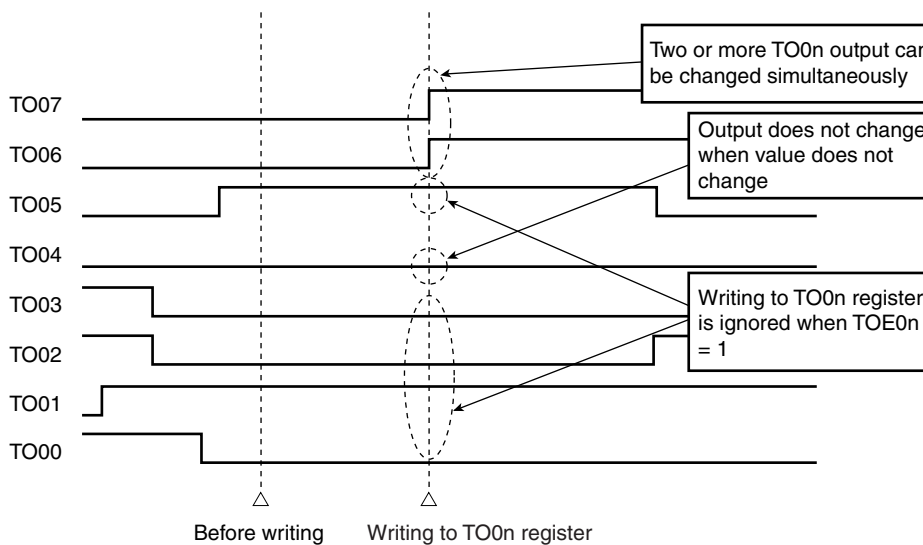 Two or more TO0n output can
be changed simultaneously
TO07
Output does not change
when value does not
change
TO06
TO05
TO04
Writing to TO0n register
is ignored when TOE0n
= 1
TO03
TO02
TO01
TO00
Before writing
Writing to TO0n register